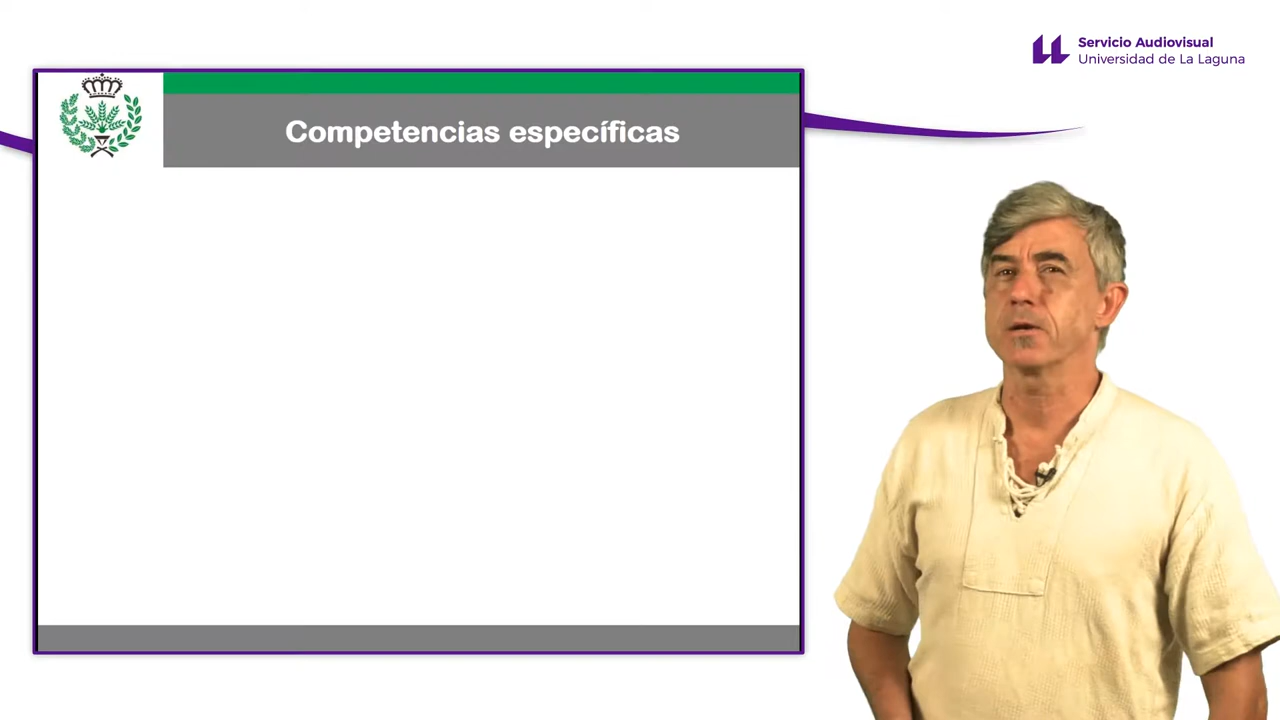 Servicio Audiovisual
Universidad de La Laguna
Competencias específicas